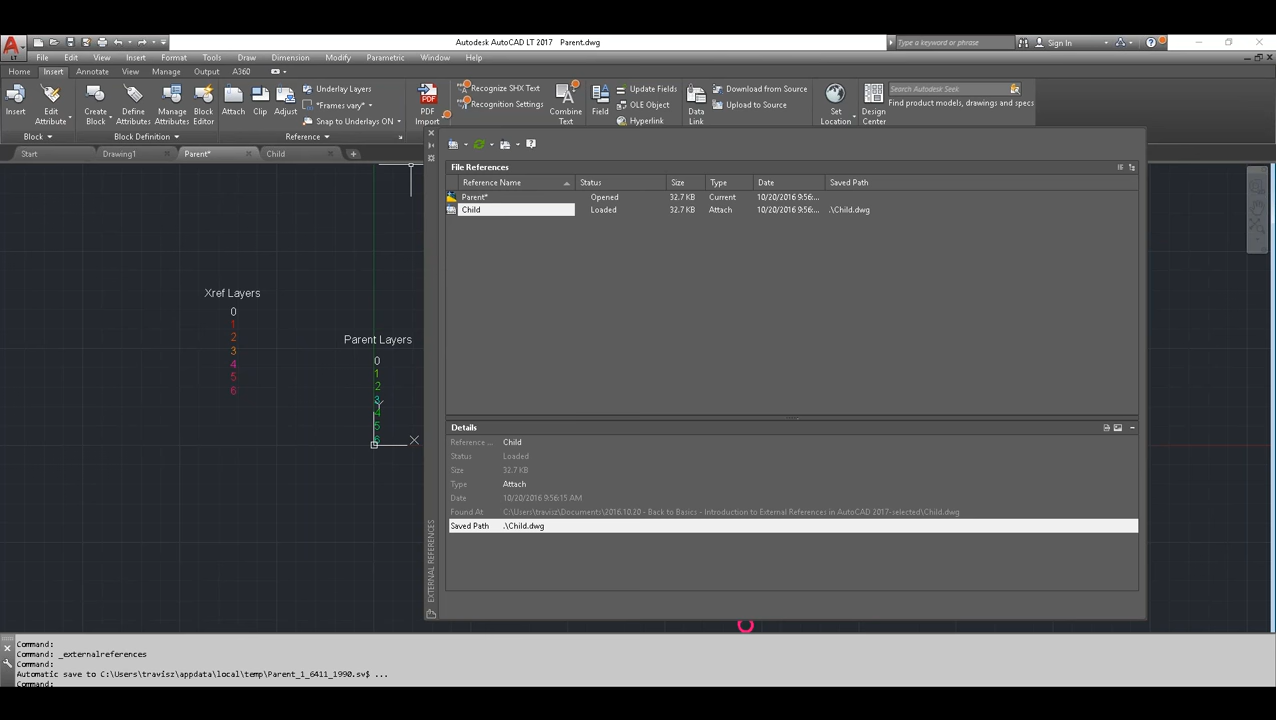 Autodesk AutoCAD LT 2017 Parent.dwg
Type a keyword or phrase
Sign In
LT
File Edit View Insert Format Tools Draw Dimension Modify Parametric Window Help
Home Insert Annotate View Manage Output A360
Insert
Edit Attribute
Create Block
Define Attributes
Manage Attributes
Block Editor
Attach
Clip
Adjust
Underlay Layers
*Frames vary*
Snap to Underlays ON
PDF Import
Recognize SHX Text
Recognition Settings
Combine Text
Field
Update Fields
OLE Object
Hyperlink
Data Link
Download from Source
Upload to Source
Set Location
Design Center
Search Autodesk Seek
Find product models, drawings and specs
Block
Block Definition
Reference
Start Drawing1 Parent* Child
File References
Reference Name Status Size Type Date Saved Path
Parent* Opened 32.7 KB Current 10/20/2016 9:56:...
Child Loaded 32.7 KB Attach 10/20/2016 9:56:... .\Child.dwg
Xref Layers
0
1
2
3
4
5
6
Parent Layers
0
1
2
3
4
5
6
Y
X
Details
Reference ... Child
Status Loaded
Size 32.7 KB
Type Attach
Date 10/20/2016 9:56:15 AM
Found At C:\Users\travisz\Documents\2016.10.20 - Back to Basics - Introduction to External References in AutoCAD 2017-selected\Child.dwg
Saved Path .\Child.dwg
EXTERNAL REFERENCES
Command:
Command: _externalreferences
Command:
Automatic save to C:\Users\travisz\appdata\local\temp\Parent_1_6411_1990.sv$ ...
Command: